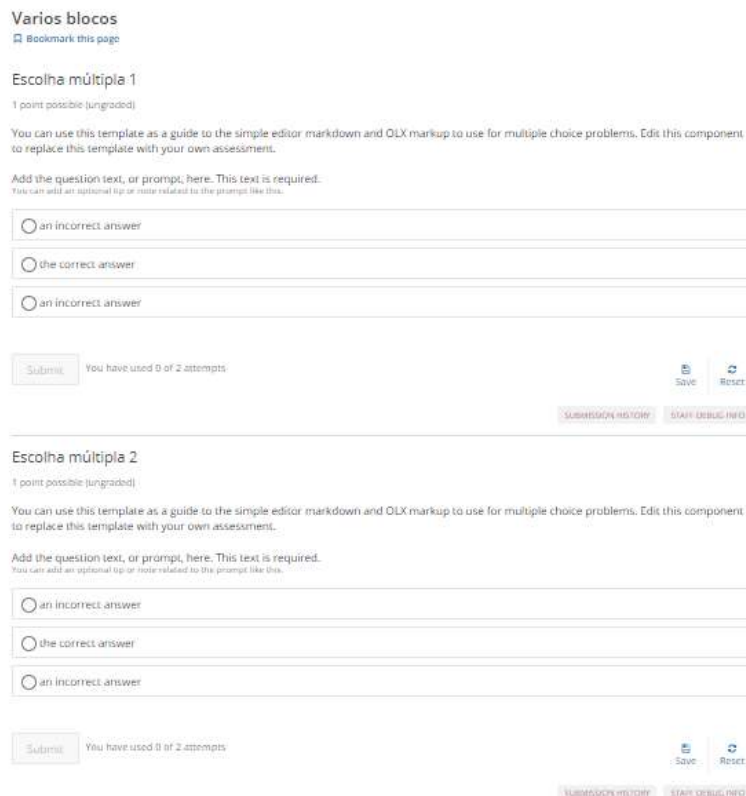 Varios blocos
Bookmark this page
Escolha múltipla 1
1 point possible (ungraded)
You can use this template as a guide to the simple editor markdown and OLX markup to use for multiple choice problems. Edit this component
to replace this template with your own assessment.
Add the question text, or prompt, here. This text is required.
You can add an optional tip or note related to the prompt like this.
an incorrect answer
the correct answer
an incorrect answer
Submit You have used 0 of 2 attempts
Save Reset
SUBMISSION HISTORY STAFF DEBUG INFO
Escolha múltipla 2
1 point possible (ungraded)
You can use this template as a guide to the simple editor markdown and OLX markup to use for multiple choice problems. Edit this component
to replace this template with your own assessment.
Add the question text, or prompt, here. This text is required.
You can add an optional tip or note related to the prompt like this.
an incorrect answer
the correct answer
an incorrect answer
Submit You have used 0 of 2 attempts
Save Reset
SUBMISSION HISTORY STAFF DEBUG INFO